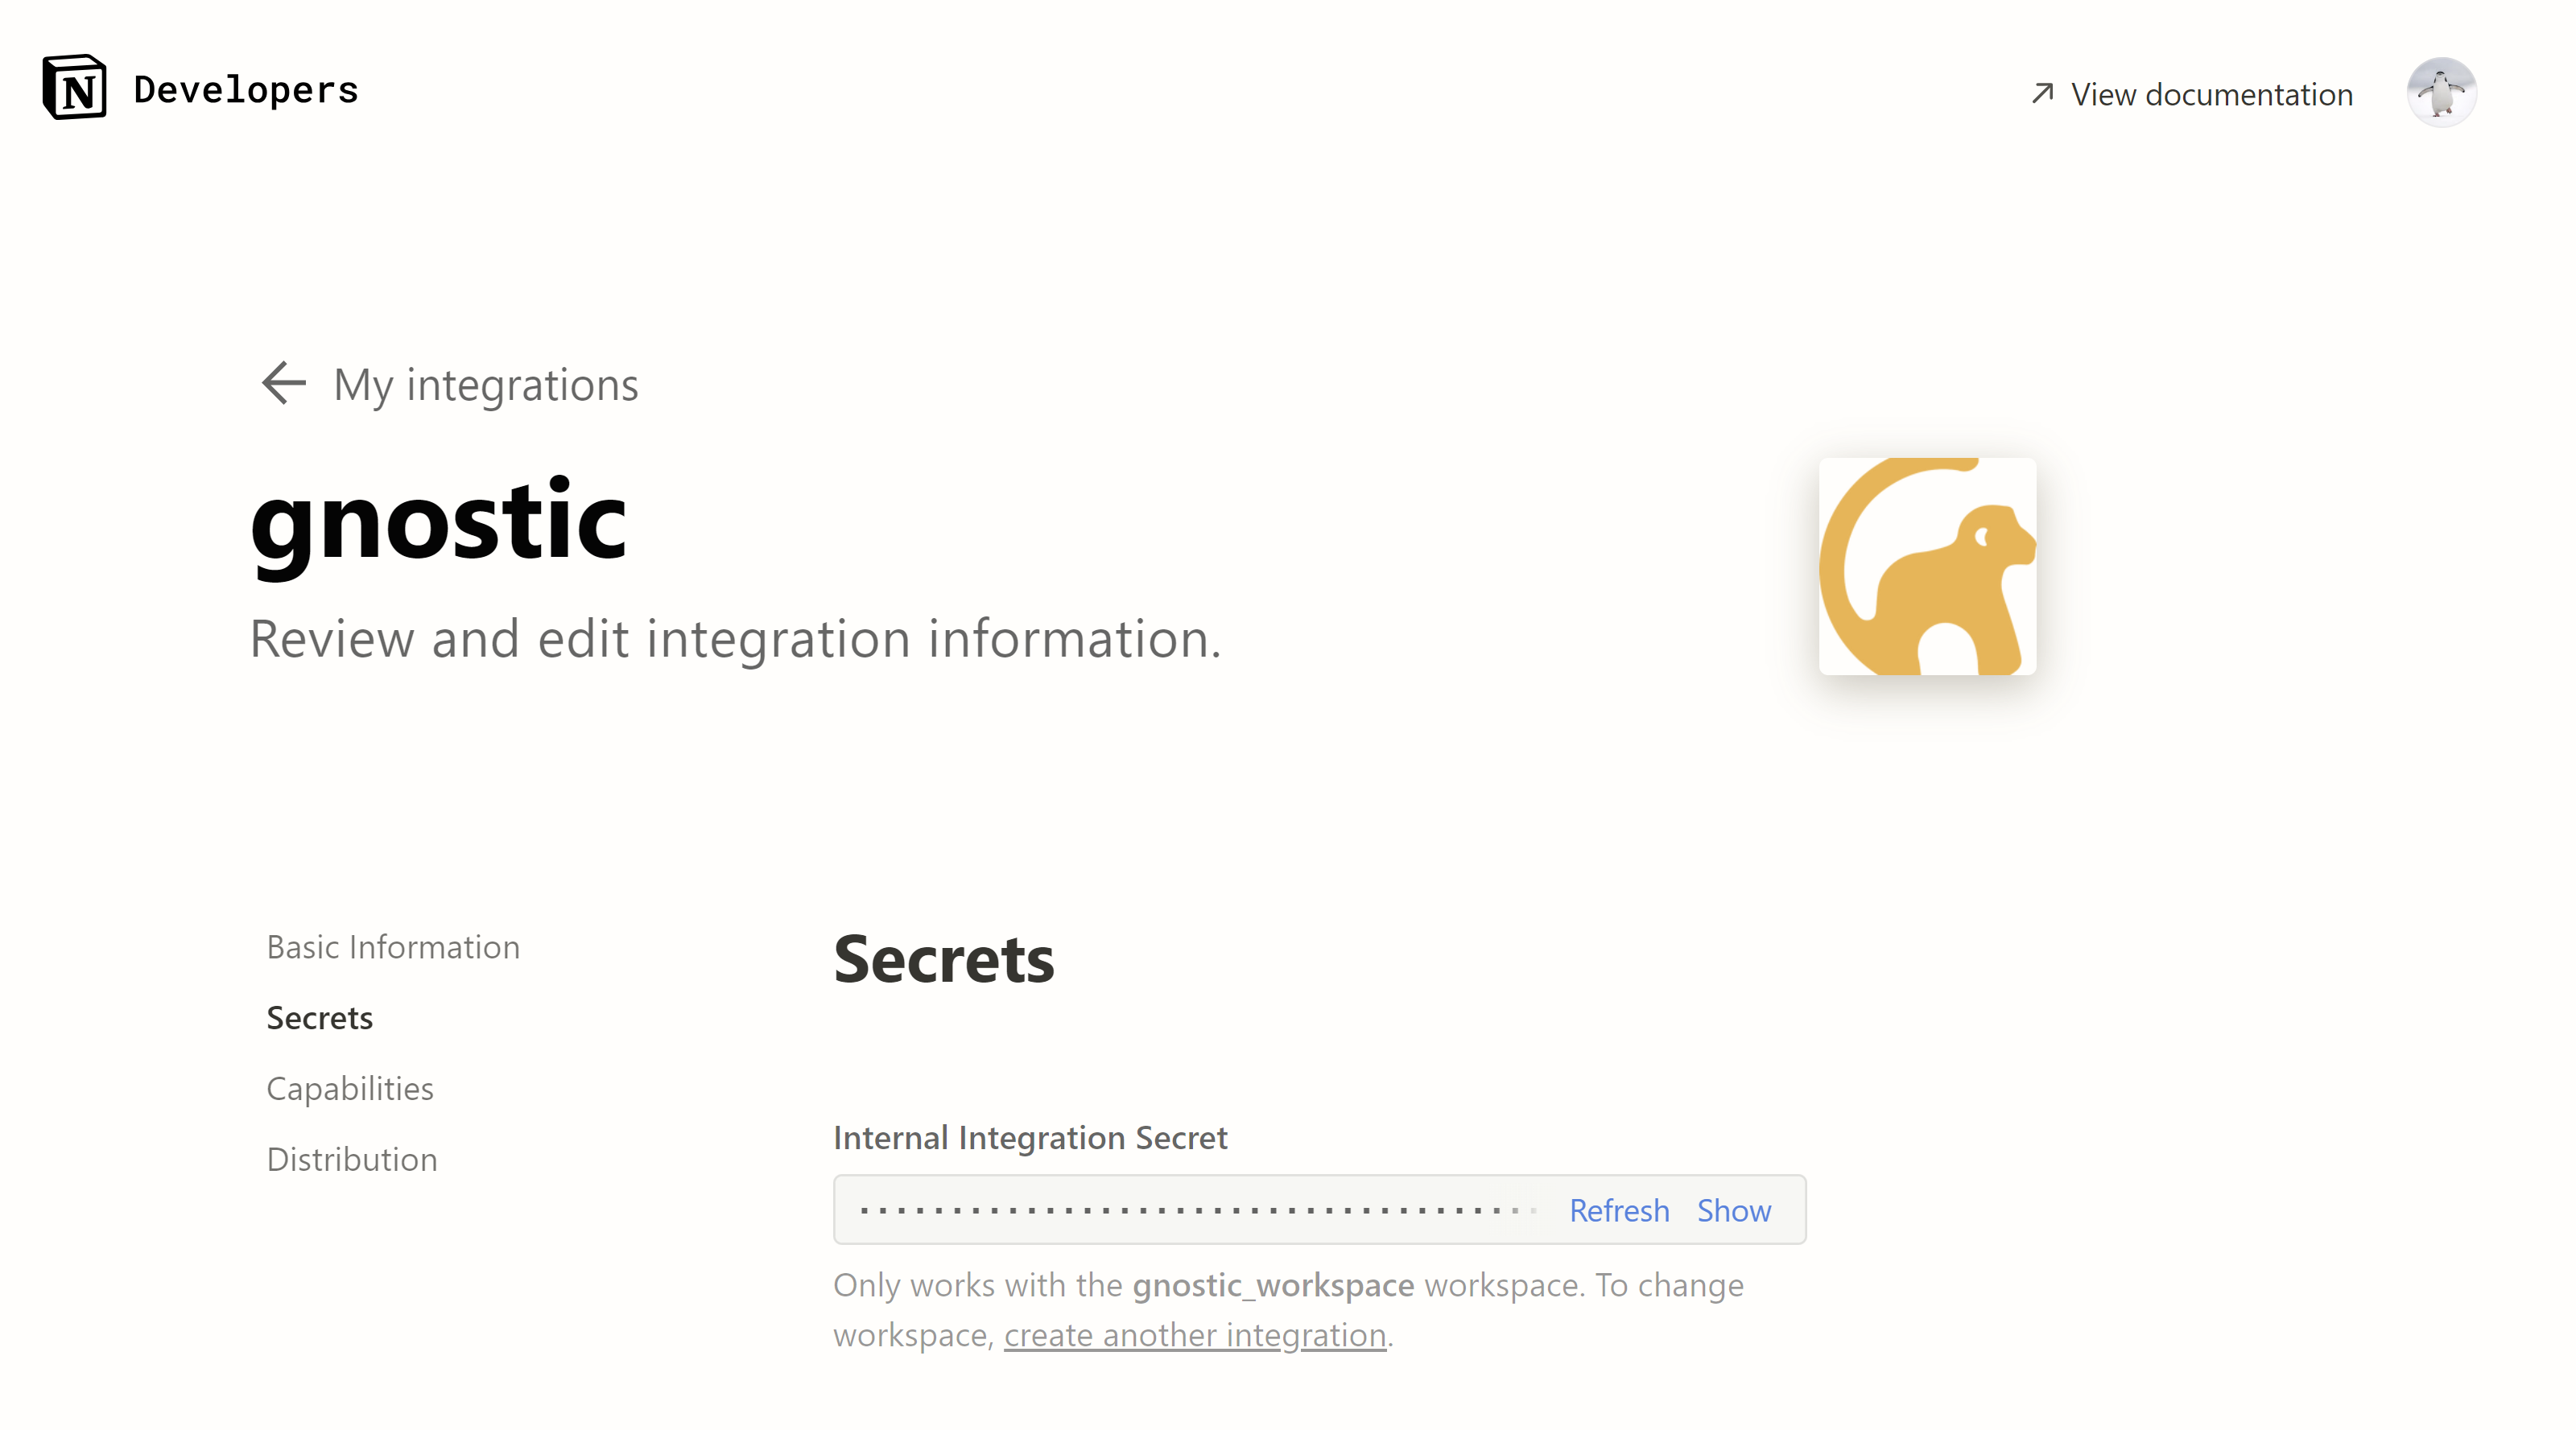 N Developers
View documentation
My integrations
gnostic
Review and edit integration information.
Basic Information
Secrets
Capabilities
Distribution
Secrets
Internal Integration Secret
Refresh Show
Only works with the gnostic_workspace workspace. To change
workspace, create another integration.